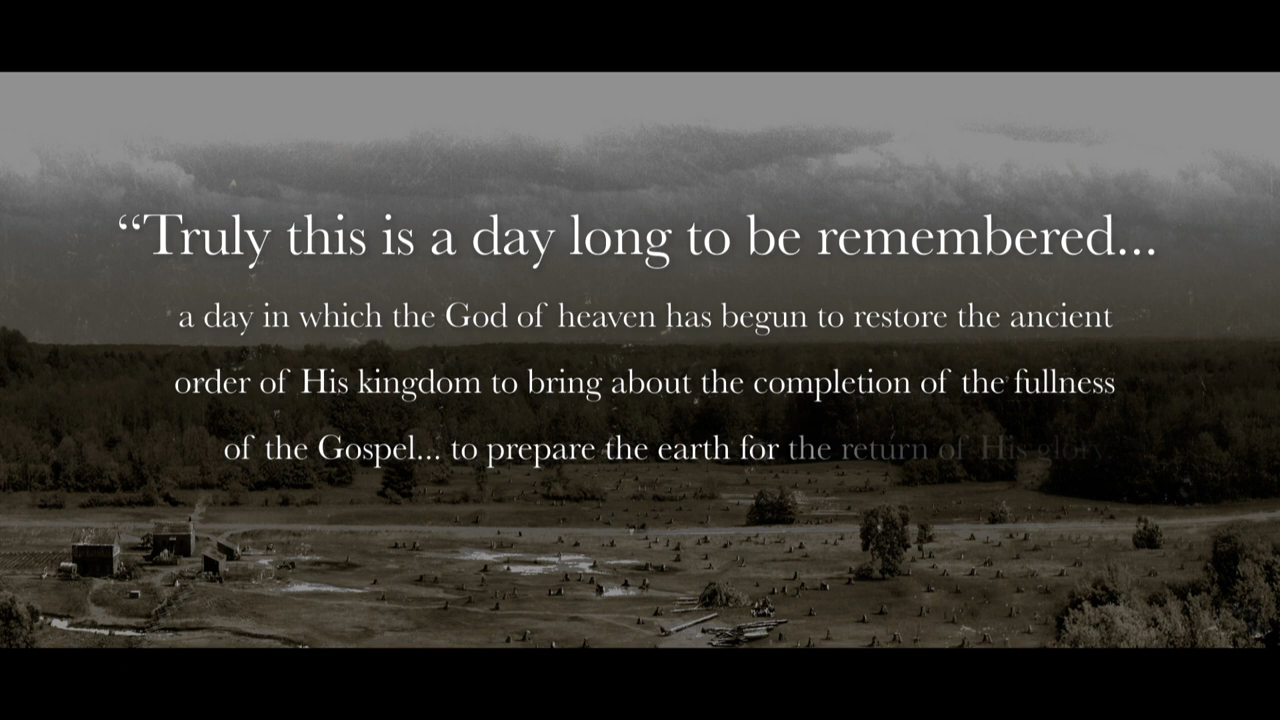 “Truly this is a day long to be remembered...
a day in which the God of heaven has begun to restore the ancient
order of His kingdom to bring about the completion of the fullness
of the Gospel... to prepare the earth for the return of His glory